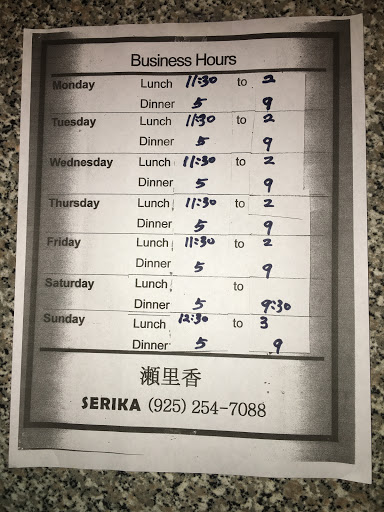 Business Hours
Monday Lunch 11:30 to 2
Dinner 5 9
Tuesday Lunch 11:30 to 2
Dinner 5 9
Wednesday Lunch 11:30 to 2
Dinner 5 9
Thursday Lunch 11:30 to 2
Dinner 5 9
Friday Lunch 11:30 to 2
Dinner 5 9
Saturday Lunch to
Dinner 5 9:30
Sunday Lunch 12:30 to 3
Dinner 5 9
瀬里香
SERIKA (925) 254-7088